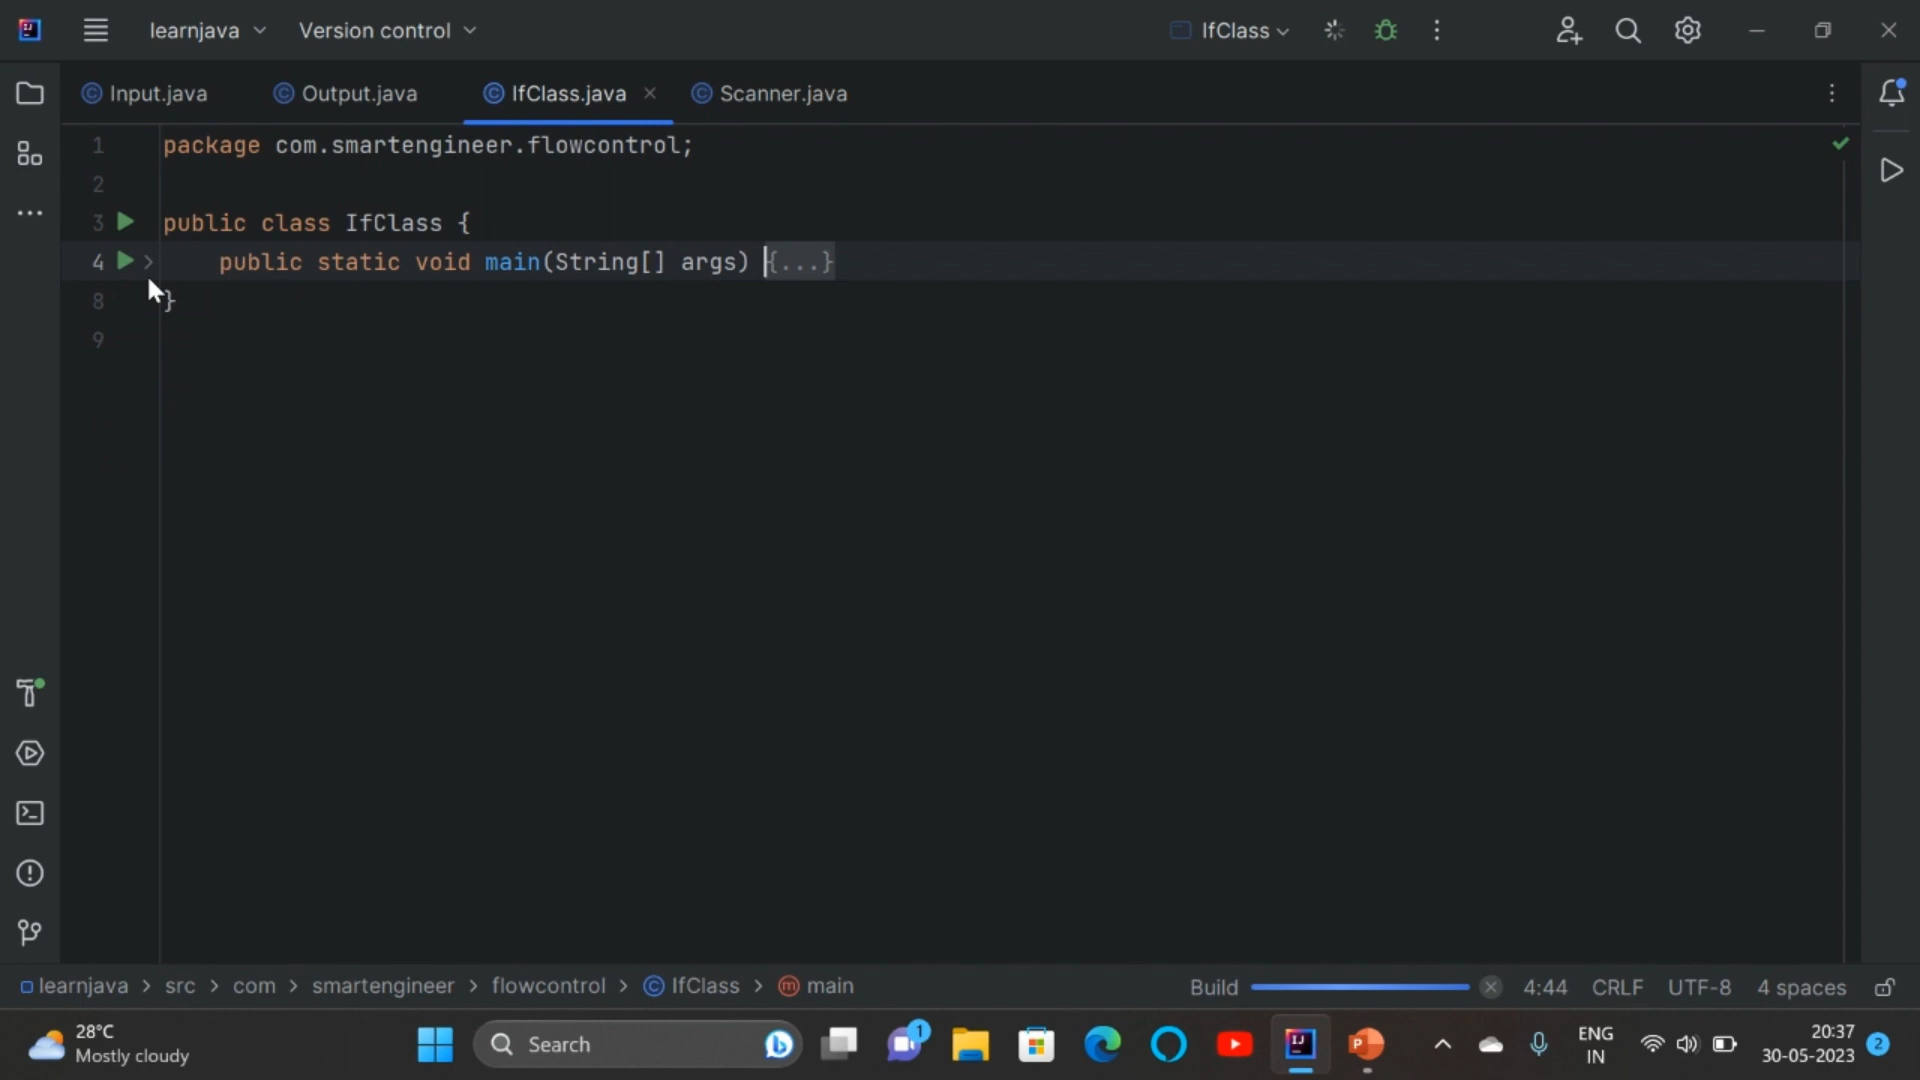 learnjava Version control IfClass
Input.java Output.java IfClass.java Scanner.java
1 package com.smartengineer.flowcontrol;
2
3 public class IfClass {
4 public static void main(String[] args) {...}
8 }
9
learnjava > src > com > smartengineer > flowcontrol > IfClass > main Build 4:44 CRLF UTF-8 4 spaces
28°C
Mostly cloudy
Search
1
ENG
IN
20:37
30-05-2023
2